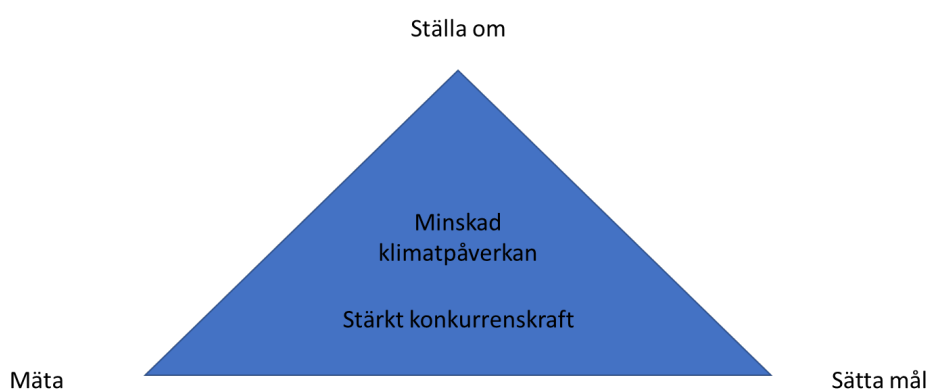 Ställa om
Minskad
klimatpåverkan
Stärkt konkurrenskraft
Mäta
Sätta mål